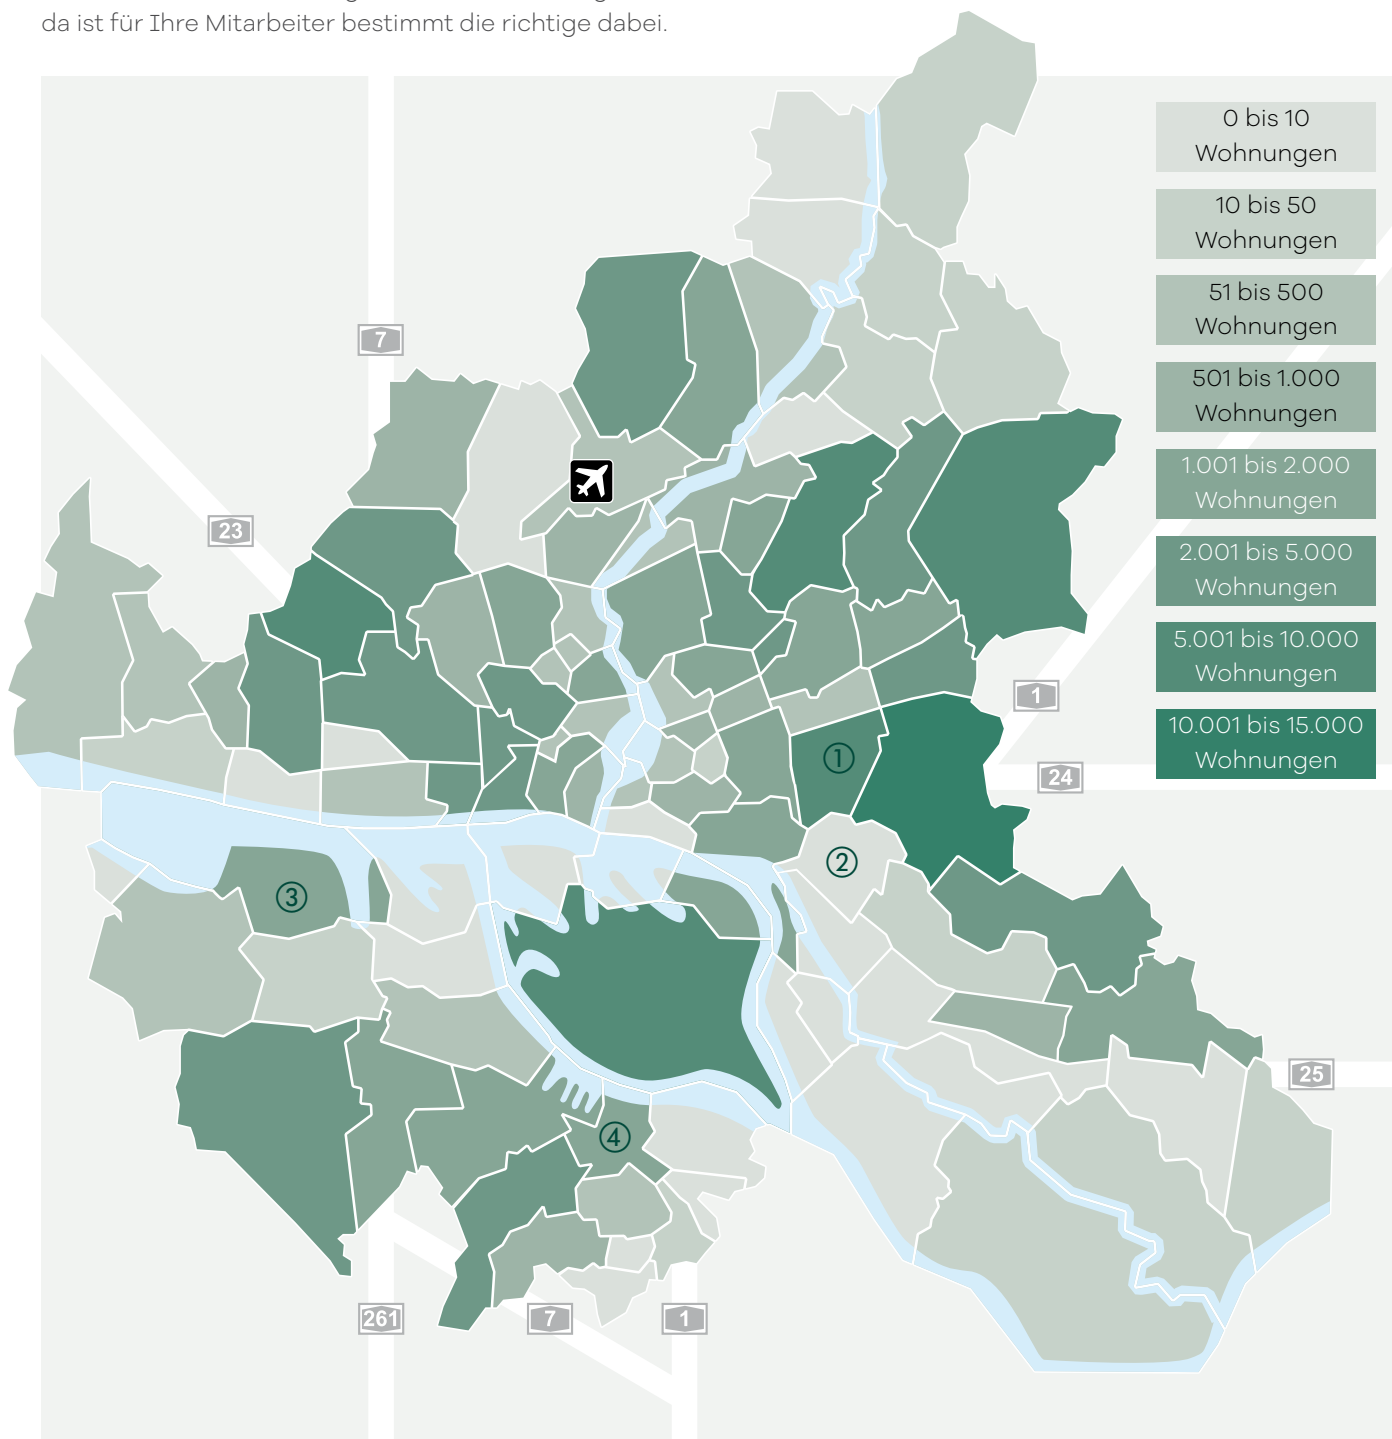 da ist für Ihre Mitarbeiter bestimmt die richtige dabei.
0 bis 10
Wohnungen
10 bis 50
Wohnungen
51 bis 500
Wohnungen
501 bis 1.000
Wohnungen
1.001 bis 2.000
Wohnungen
2.001 bis 5.000
Wohnungen
5.001 bis 10.000
Wohnungen
10.001 bis 15.000
Wohnungen
7
23
1
1
24
2
3
25
4
261
7
1